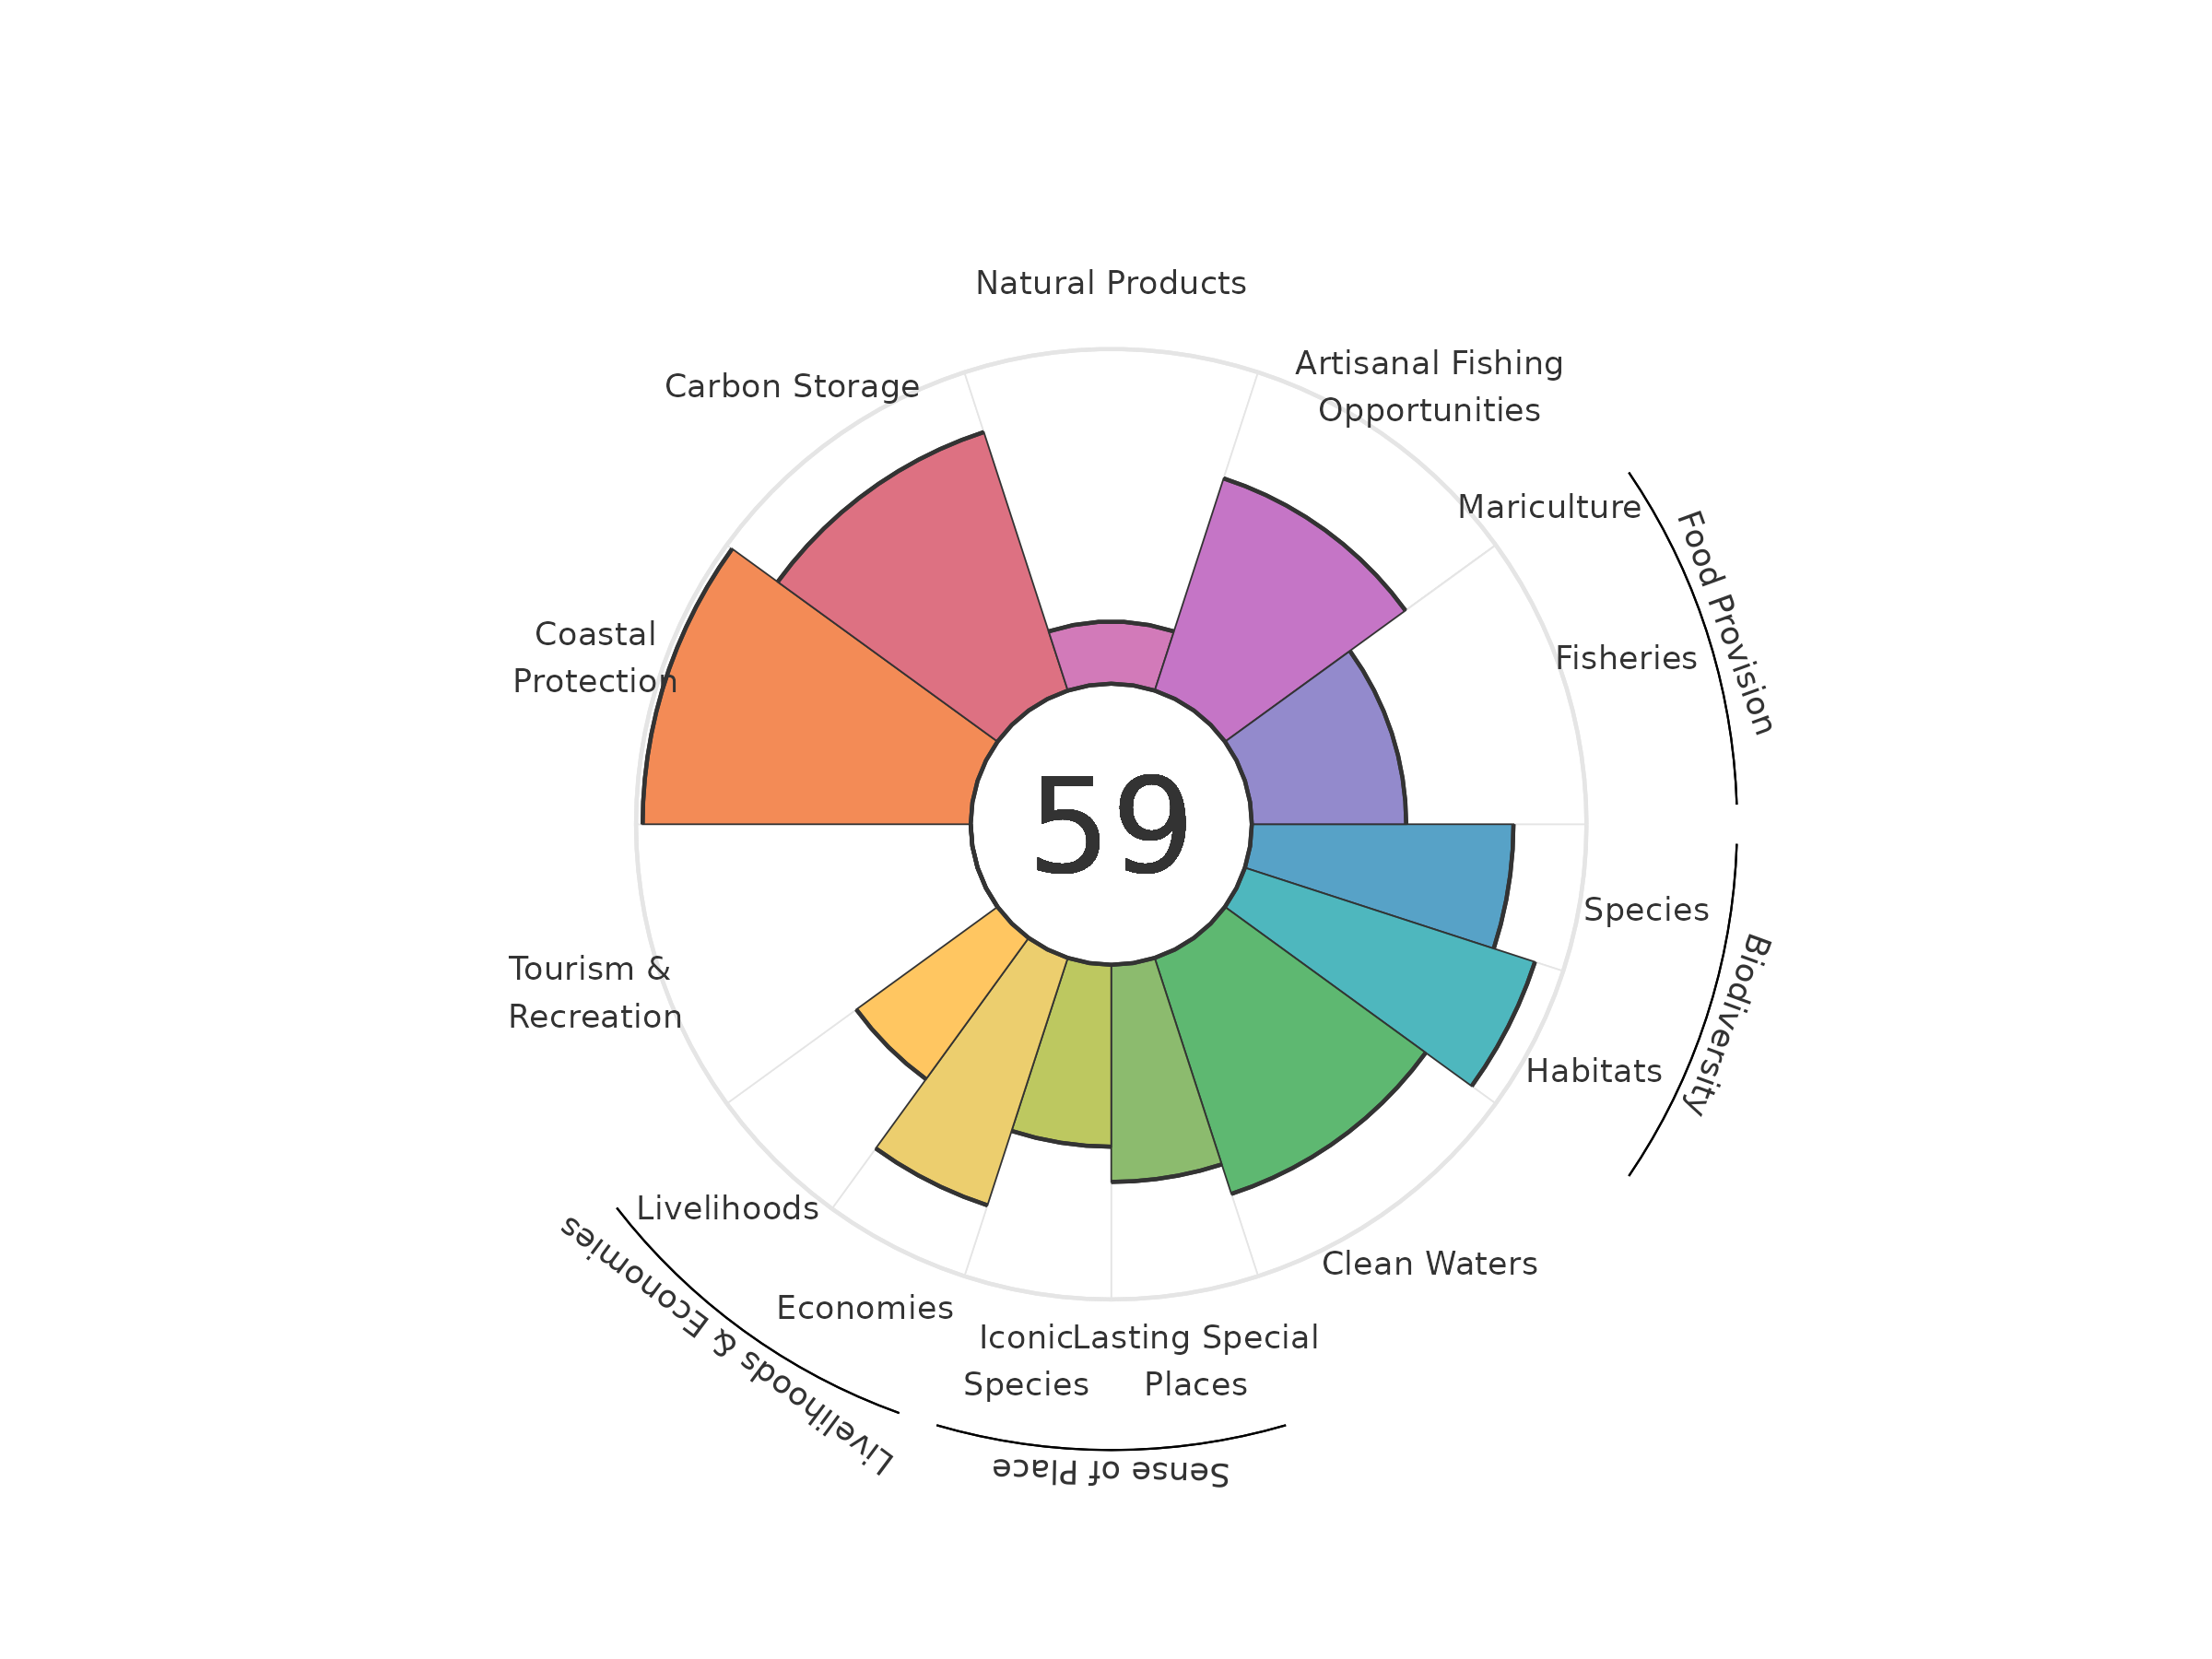 Natural Products
Artisanal Fishing
Opportunities
Carbon Storage
Mariculture
Food Provision
Coastal
Protection
Fisheries
59
Species
Biodiversity
Tourism &
Recreation
Habitats
Livelihoods
Clean Waters
Livelihoods & Economies
Economies
Iconic
Species
Lasting Special
Places
Sense of Place